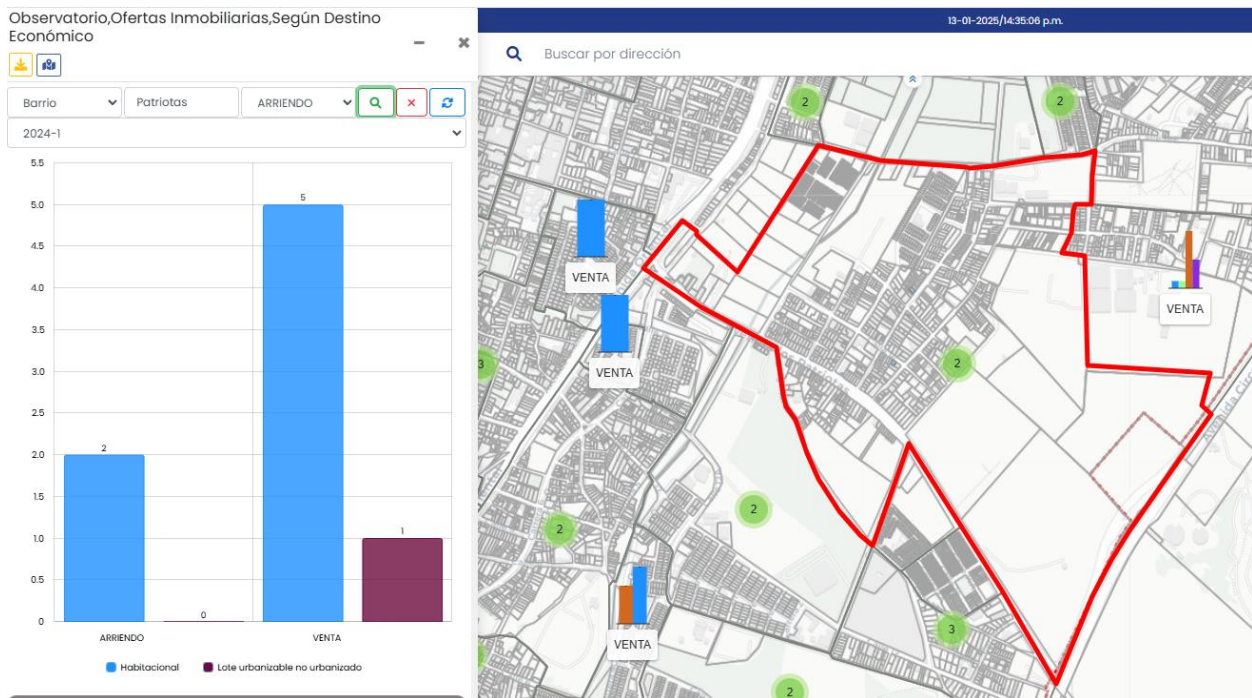 Observatorio,Ofertas Inmobiliarias,Según Destino
Económico
13-01-2025/14:35:06 p.m.
Buscar por dirección
Barrio
Patriotas
ARRIENDO
2024-1
5.5
5.0
4.5
4.0
3.5
3.0
2.5
2.0
1.5
1.0
0.5
0
2
0
5
1
ARRIENDO
VENTA
Habitacional
Lote urbanizable no urbanizado
2
2
VENTA
VENTA
VENTA
3
2
2
2
VENTA
3
2